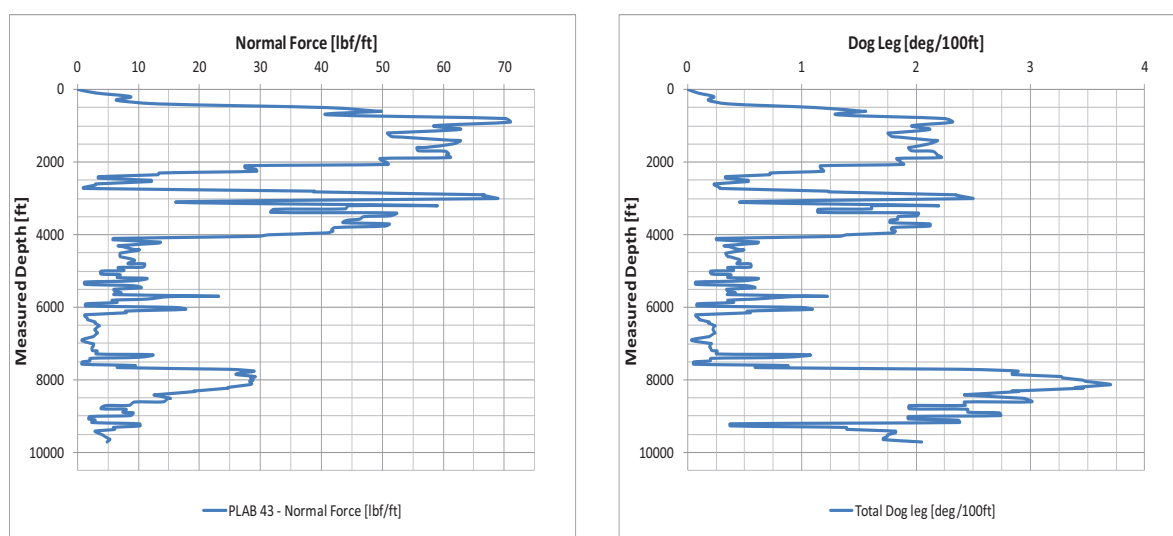 Normal Force [lbf/ft]
0 10 20 30 40 50 60 70
0
2000
4000
6000
8000
10000
Measured Depth [ft]
PLAB 43 - Normal Force [lbf/ft]
Dog Leg [deg/100ft]
0 1 2 3 4
0
2000
4000
6000
8000
10000
Measured Depth [ft]
Total Dog leg [deg/100ft]